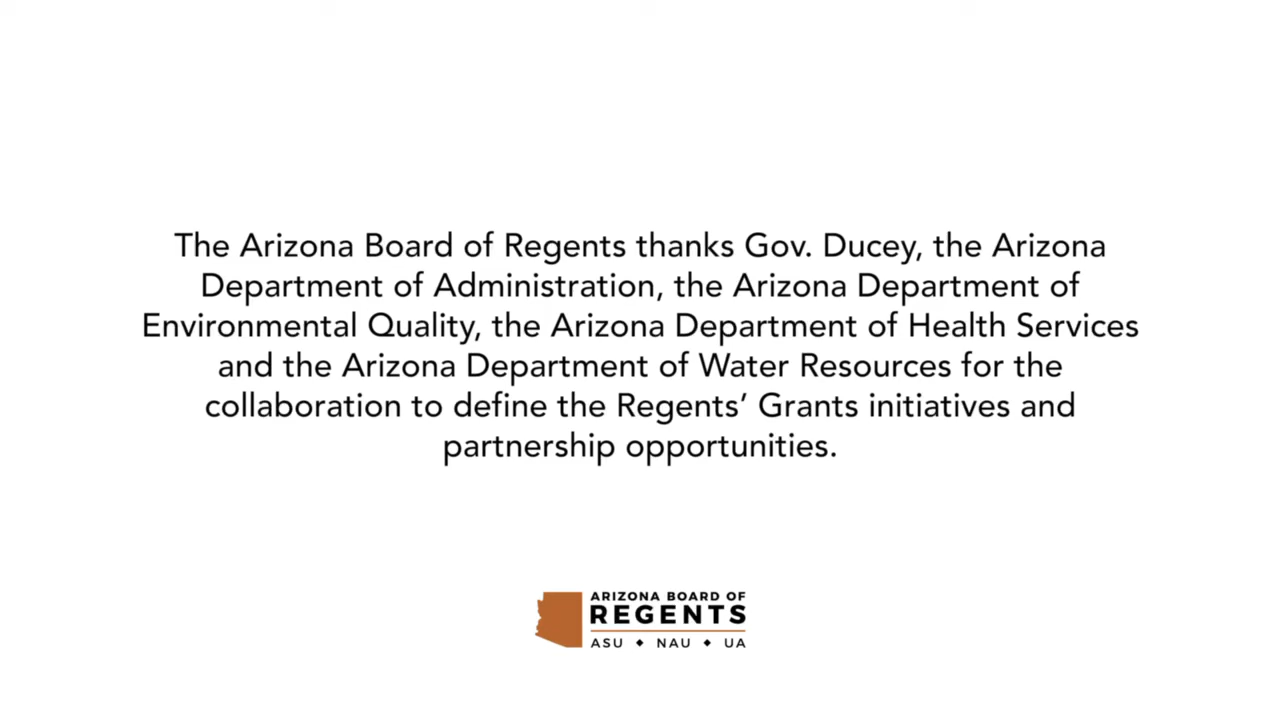 The Arizona Board of Regents thanks Gov. Ducey, the Arizona
Department of Administration, the Arizona Department of
Environmental Quality, the Arizona Department of Health Services
and the Arizona Department of Water Resources for the
collaboration to define the Regents’ Grants initiatives and
partnership opportunities.
ARIZONA BOARD OF
REGENTS
ASU ◆ NAU ◆ UA